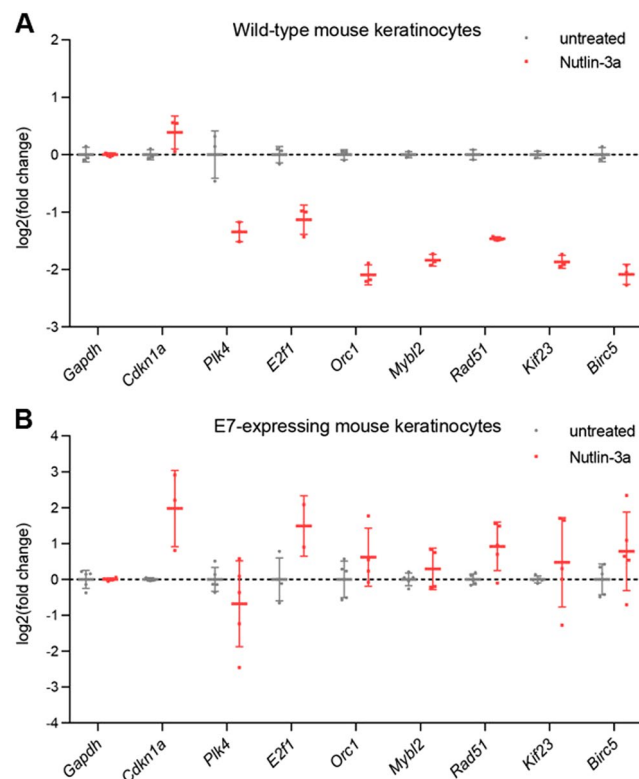 A
Wild-type mouse keratinocytes
untreated
Nutlin-3a
log2(fold change)
2
1
0
-1
-2
-3
Gapdh
Cdkn1a
Plk4
E2f1
Orc1
Mybl2
Rad51
Kif23
Birc5
B
E7-expressing mouse keratinocytes
untreated
Nutlin-3a
log2(fold change)
4
3
2
1
0
-1
-2
-3
-4
Gapdh
Cdkn1a
Plk4
E2f1
Orc1
Mybl2
Rad51
Kif23
Birc5